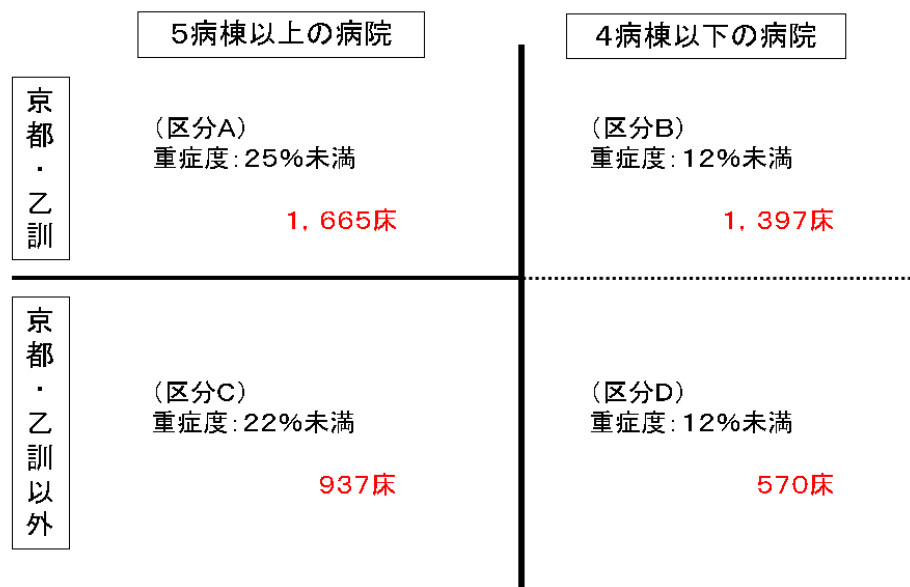 5病棟以上の病院
4病棟以下の病院
京都・乙訓
(区分A)
重症度:25%未満
1,665床
(区分B)
重症度:12%未満
1,397床
京都・乙訓以外
(区分C)
重症度:22%未満
937床
(区分D)
重症度:12%未満
570床